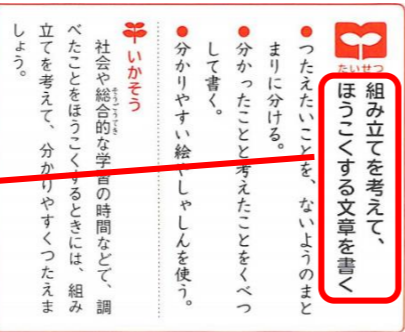 たいせつ
組み立てを考えて、
ほうこくする文章を書く
● つたえたいことを、ないようのまと
まりに分ける。
● 分かったことと考えたことをくべつ
して書く。
● 分かりやすい絵やしゃしんを使う。
いかそう
社会や総合的な学習の時間などで、調
そうごうてき
べたことをほうこくするときには、組み
立てを考えて、分かりやすくつたえま
しょう。